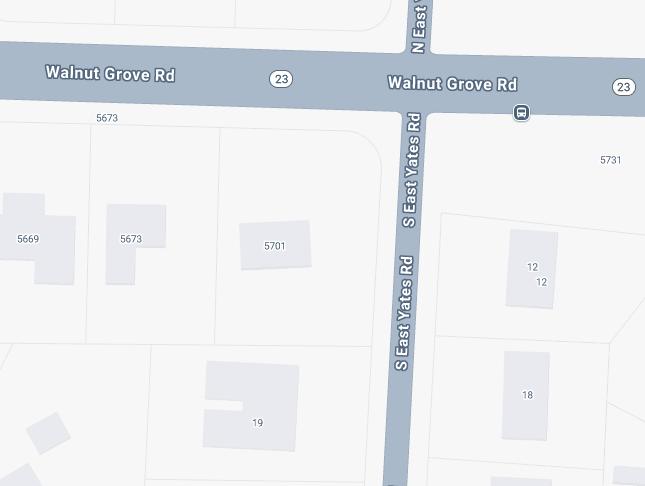 N East
Walnut Grove Rd
23
Walnut Grove Rd
23
5673
S East Yates Rd
5731
5669
5673
5701
12
12
S East Yates Rd
18
19